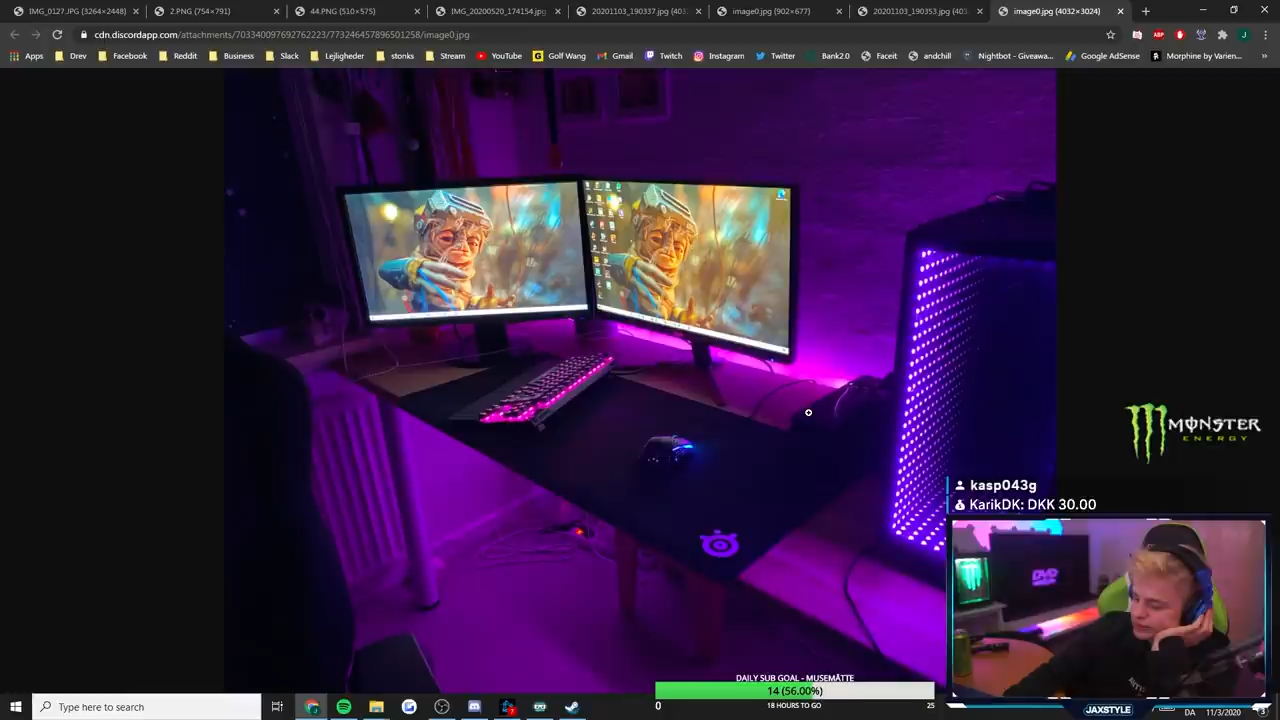 IMG_0127.JPG (3264×2448)
2.PNG (754×791)
44.PNG (510×575)
IMG_20200520_174154.jpg
20201103_190337.jpg (403
image0.jpg (902×677)
20201103_190353.jpg (403
image0.jpg (4032×3024)
cdn.discordapp.com/attachments/703340097692762223/773246457896501258/image0.jpg
Apps
Drev
Facebook
Reddit
Business
Slack
Lejligheder
stonks
Stream
YouTube
Golf Wang
Gmail
Twitch
Instagram
Twitter
Bank2.0
Faceit
andchill
Nightbot - Giveawa...
Google AdSense
Morphine by Varien...
MONSTER
ENERGY
kasp043g
KarikDK: DKK 30.00
DVD
DAILY SUB GOAL - MUSEMÅTTE
14 (56.00%)
0
18 HOURS TO GO
25
JAXSTYLE
Type here to search
DA
11/3/2020